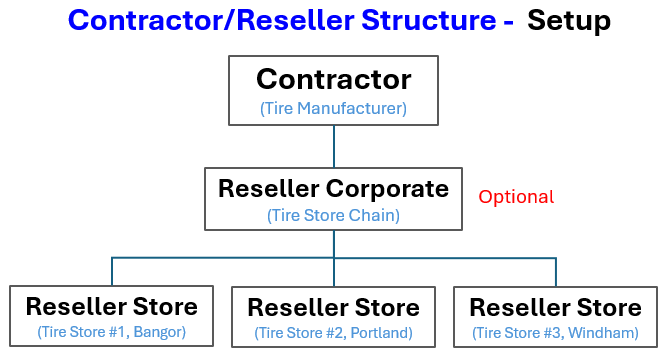 Contractor/Reseller Structure - Setup
Contractor
(Tire Manufacturer)
Reseller Corporate
(Tire Store Chain)
Optional
Reseller Store
(Tire Store #1, Bangor)
Reseller Store
(Tire Store #2, Portland)
Reseller Store
(Tire Store #3, Windham)